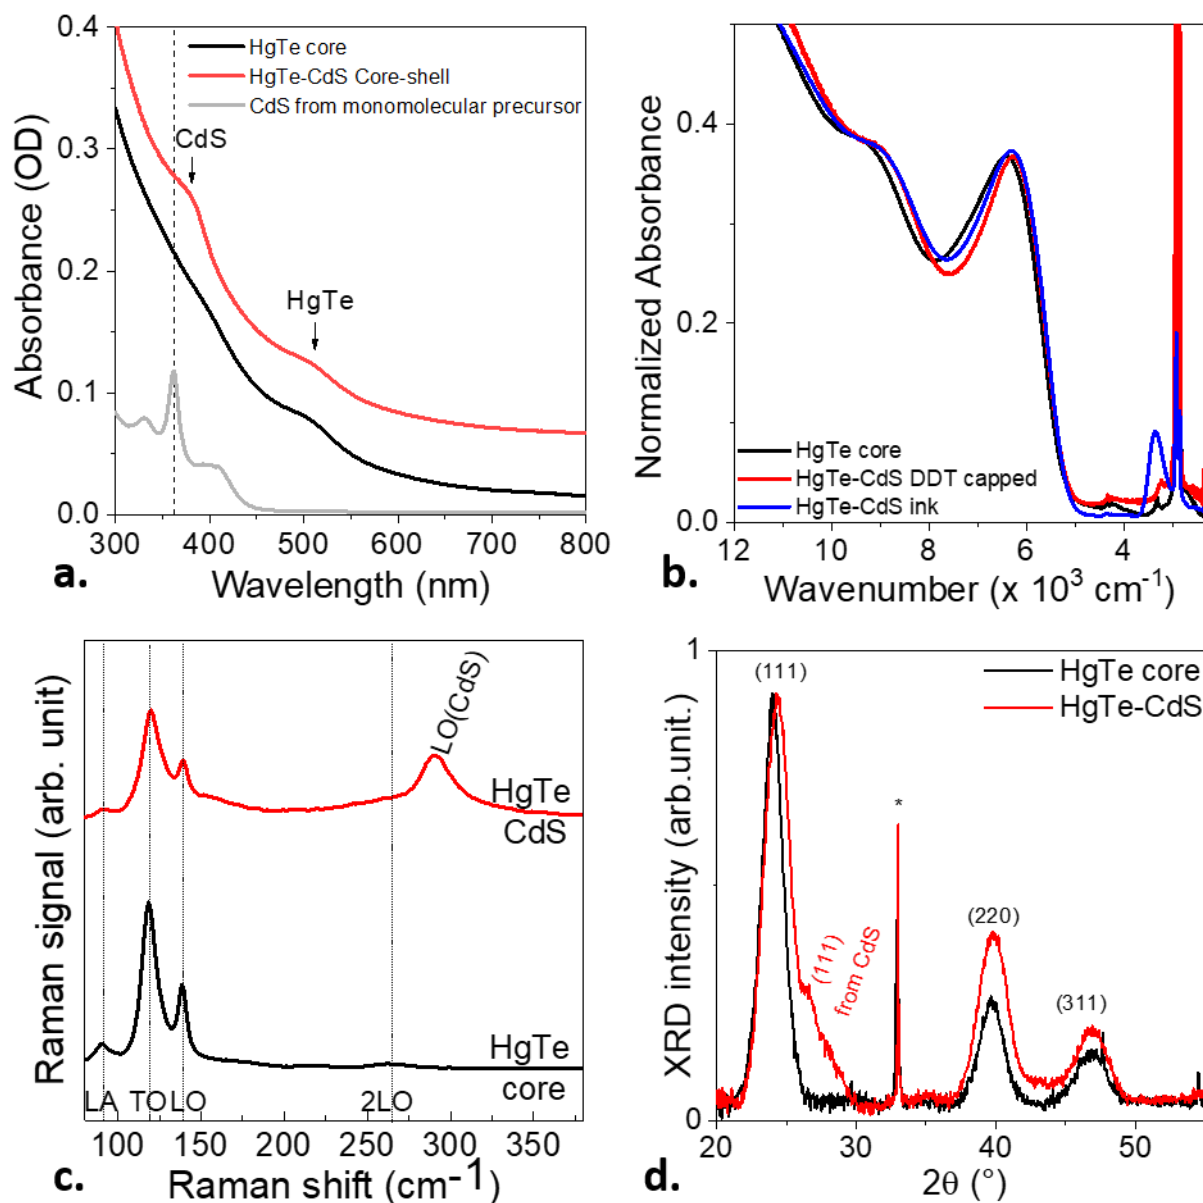 0.4
0.3
0.2
0.1
0.0
Absorbance (OD)
HgTe core
HgTe-CdS Core-shell
CdS from monomolecular precursor
CdS
HgTe
300 400 500 600 700 800
Wavelength (nm)
a.
0.4
0.2
0.0
Normalized Absorbance
HgTe core
HgTe-CdS DDT capped
HgTe-CdS ink
12 10 8 6 4
Wavenumber (x 10³ cm⁻¹)
b.
Raman signal (arb. unit)
LO(CdS)
HgTe
CdS
HgTe
core
LA TO LO 2LO
100 150 200 250 300 350
Raman shift (cm⁻¹)
c.
1
0
XRD intensity (arb.unit.)
HgTe core
HgTe-CdS
(111)
*
(111)
from CdS
(220)
(311)
20 30 40 50
2θ (°)
d.